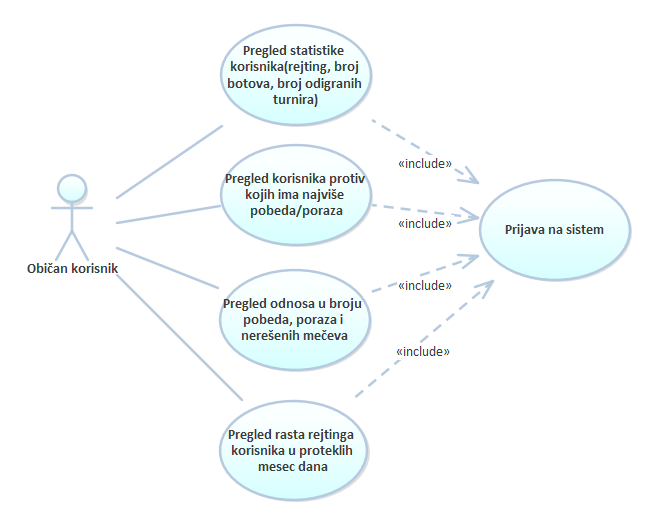 Pregled statistike
korisnika(rejting, broj
botova, broj odigranih
turnira)
«include»
Pregled korisnika protiv
kojih ima najviše
pobeda/poraza
«include»
Prijava na sistem
Običan korisnik
Pregled odnosa u broju
pobeda, poraza i
nerešenih mečeva
«include»
«include»
Pregled rasta rejtinga
korisnika u proteklih
mesec dana